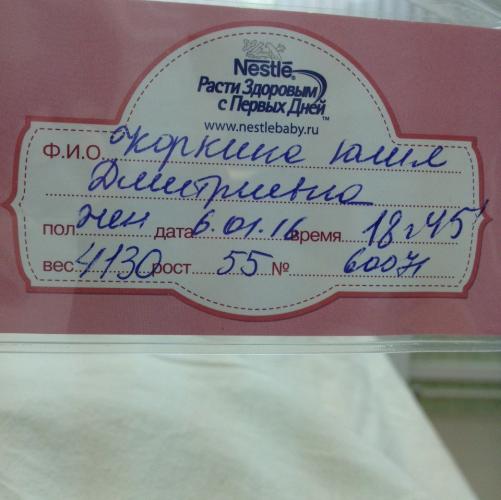 Nestlé®
Расти Здоровым
с Первых Дней™
www.nestlebaby.ru
Ф.И.О. Юлия
Дмитриевна
пол жен дата 6.01.16 время 18 ч 45'
вес 4130 рост 55 №